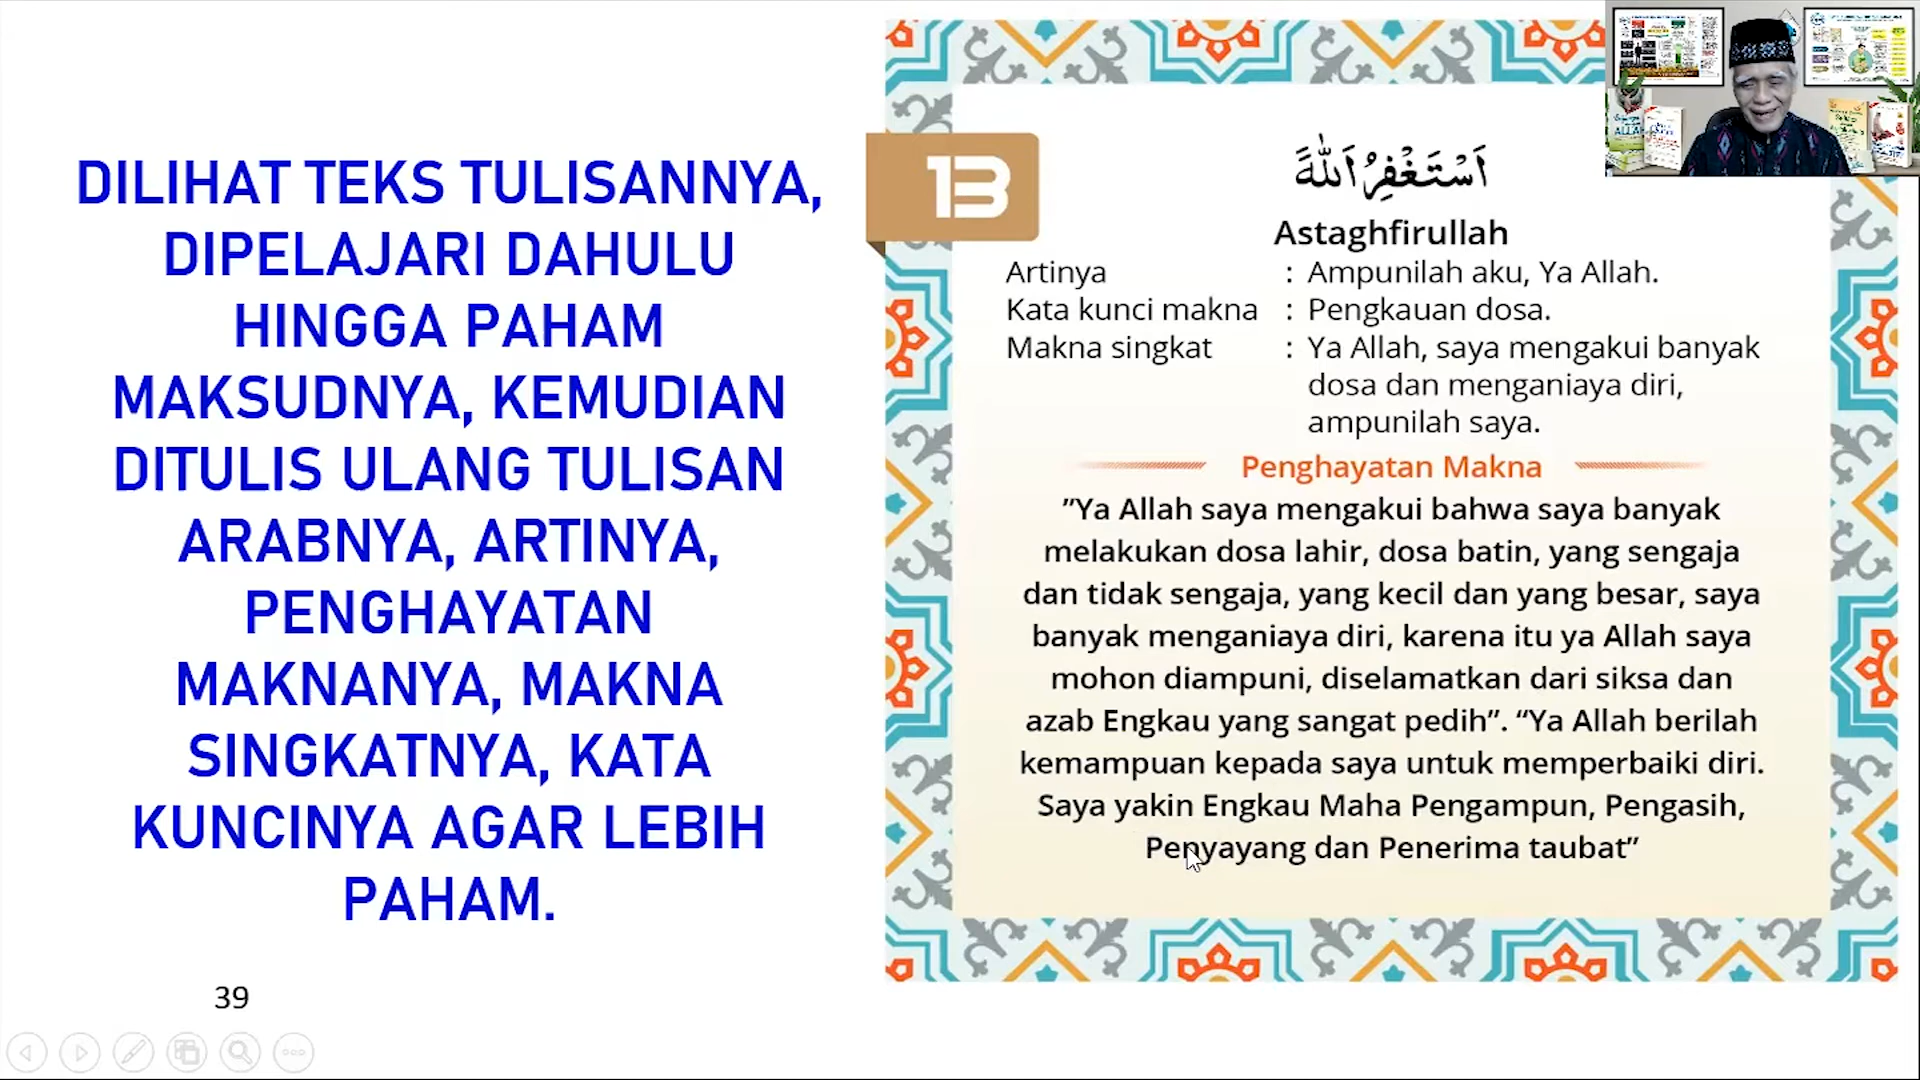 DILIHAT TEKS TULISANNYA,
DIPELAJARI DAHULU
HINGGA PAHAM
MAKSUDNYA, KEMUDIAN
DITULIS ULANG TULISAN
ARABNYA, ARTINYA,
PENGHAYATAN
MAKNANYA, MAKNA
SINGKATNYA, KATA
KUNCINYA AGAR LEBIH
PAHAM.
39
13
اَسْتَغْفِرُاَللّٰهَ
Astaghfirullah
Artinya : Ampunilah aku, Ya Allah.
Kata kunci makna : Pengkauan dosa.
Makna singkat : Ya Allah, saya mengakui banyak
dosa dan menganiaya diri,
ampunilah saya.
Penghayatan Makna
”Ya Allah saya mengakui bahwa saya banyak
melakukan dosa lahir, dosa batin, yang sengaja
dan tidak sengaja, yang kecil dan yang besar, saya
banyak menganiaya diri, karena itu ya Allah saya
mohon diampuni, diselamatkan dari siksa dan
azab Engkau yang sangat pedih”. “Ya Allah berilah
kemampuan kepada saya untuk memperbaiki diri.
Saya yakin Engkau Maha Pengampun, Pengasih,
Penyayang dan Penerima taubat”